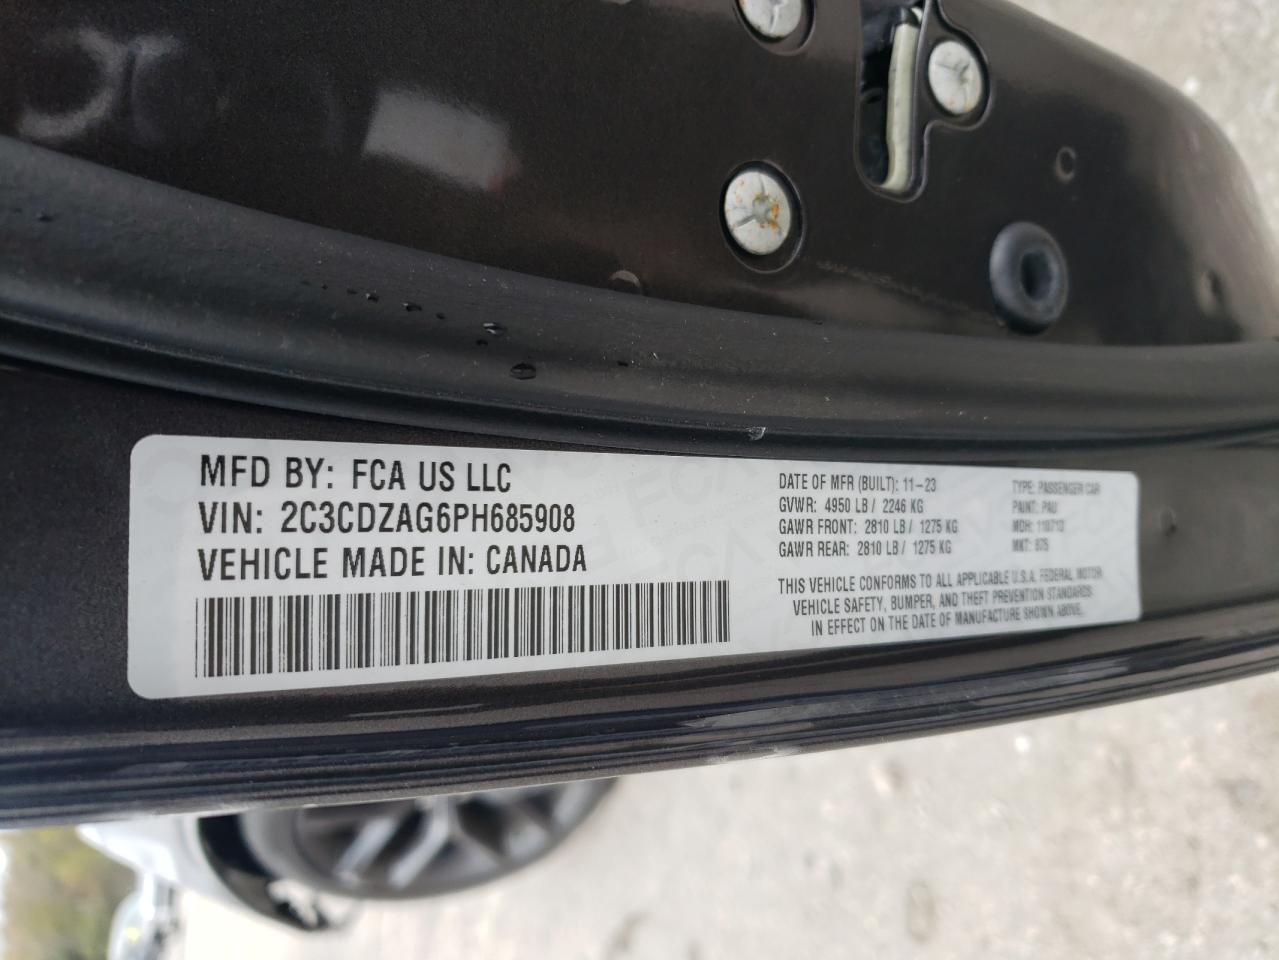 MFD BY: FCA US LLC
VIN: 2C3CDZAG6PH685908
VEHICLE MADE IN: CANADA
DATE OF MFR (BUILT): 11-23
GVWR: 4950 LB / 2246 KG
GAWR FRONT: 2810 LB / 1275 KG
GAWR REAR: 2810 LB / 1275 KG
TYPE: PASSENGER CAR
PAINT: PAU
MDH:
MKT:
THIS VEHICLE CONFORMS TO ALL APPLICABLE U.S.A. FEDERAL MOTOR
VEHICLE SAFETY, BUMPER, AND THEFT PREVENTION STANDARDS
IN EFFECT ON THE DATE OF MANUFACTURE SHOWN ABOVE.